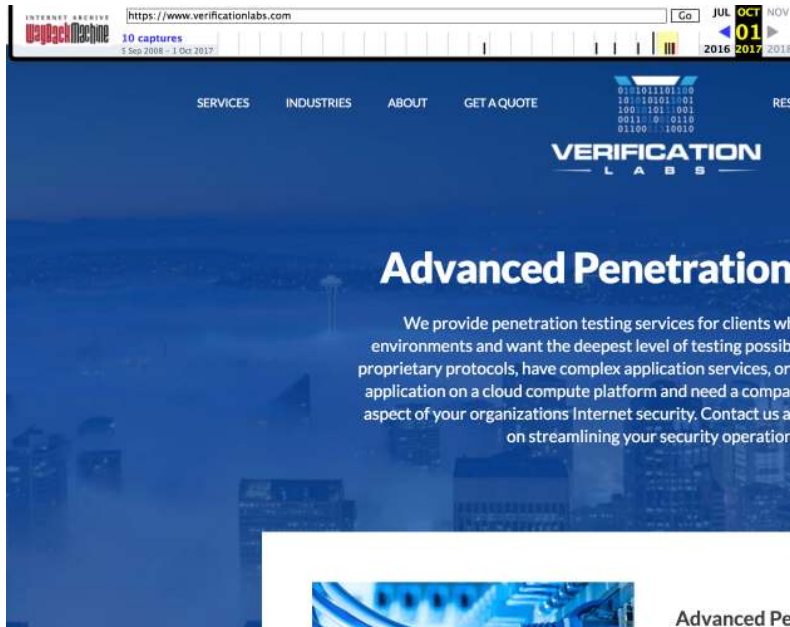 INTERNET ARCHIVE
WayBackMachine
https://www.verificationlabs.com
Go
JUL OCT NOV
10 captures
01
5 Sep 2008 – 1 Oct 2017
2016 2017 2018
SERVICES INDUSTRIES ABOUT GET A QUOTE RES
VERIFICATION
LABS
Advanced Penetration
We provide penetration testing services for clients wh
environments and want the deepest level of testing possib
proprietary protocols, have complex application services, or
application on a cloud compute platform and need a compa
aspect of your organizations Internet security. Contact us a
on streamlining your security operation
Advanced Pe